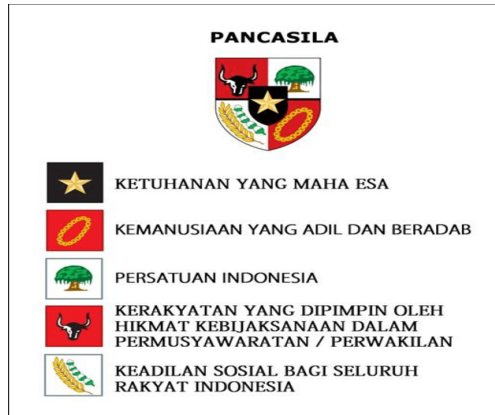 PANCASILA
KETUHANAN YANG MAHA ESA
KEMANUSIAAN YANG ADIL DAN BERADAB
PERSATUAN INDONESIA
KERAKYATAN YANG DIPIMPIN OLEH
HIKMAT KEBIJAKSANAAN DALAM
PERMUSYAWARATAN / PERWAKILAN
KEADILAN SOSIAL BAGI SELURUH
RAKYAT INDONESIA